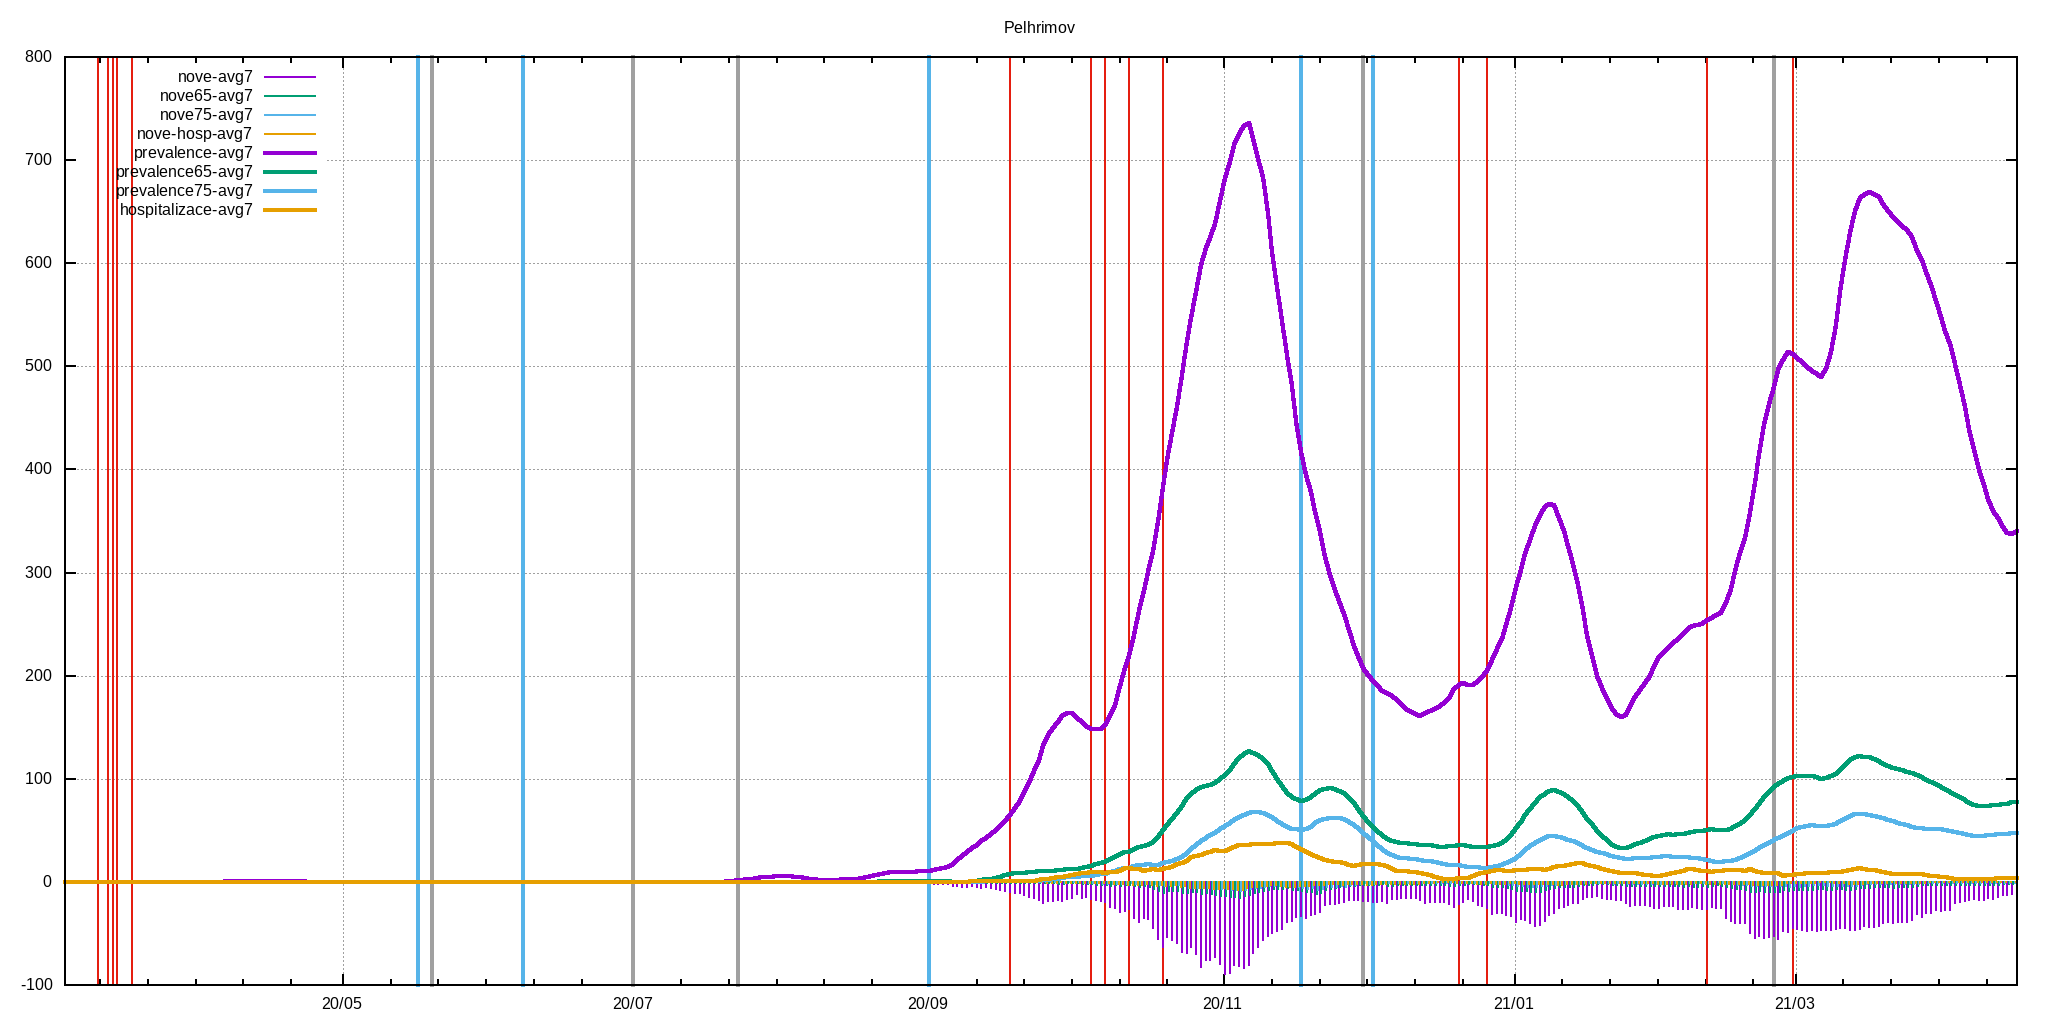 Pelhrimov
800
700
600
500
400
300
200
100
0
-100
nove-avg7
nove65-avg7
nove75-avg7
nove-hosp-avg7
prevalence-avg7
prevalence65-avg7
prevalence75-avg7
hospitalizace-avg7
20/05 20/07 20/09 20/11 21/01 21/03